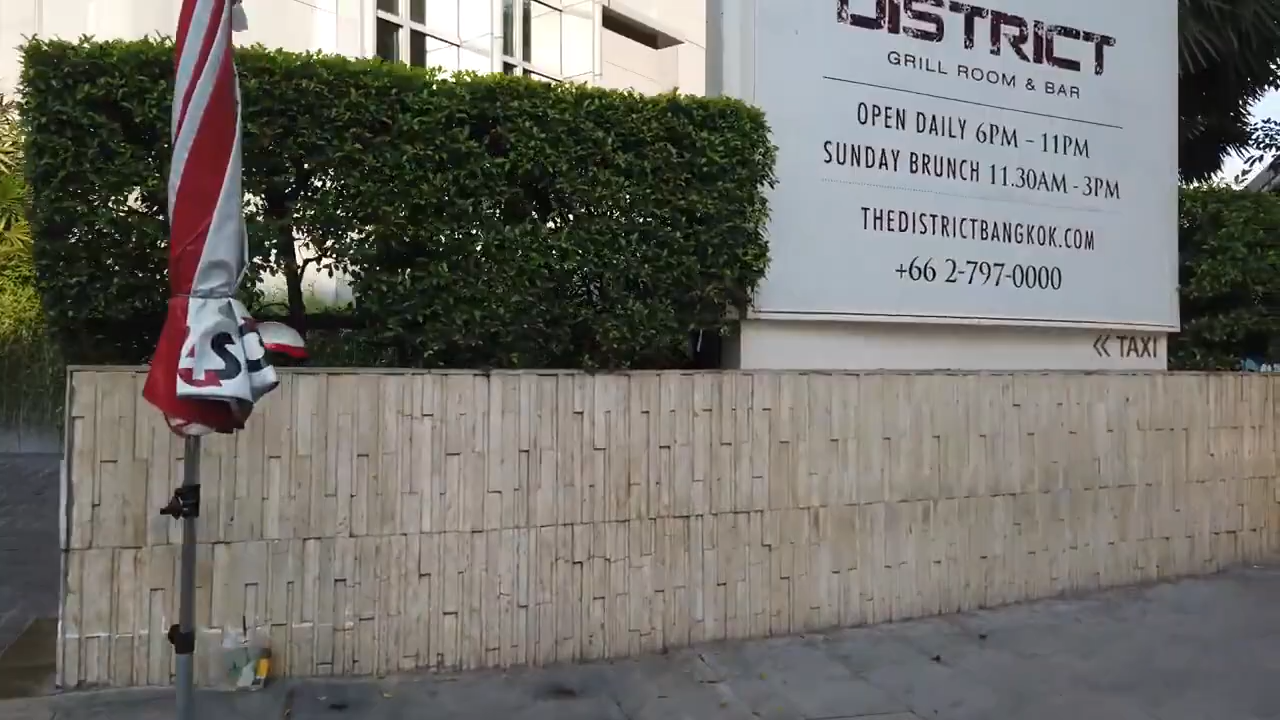 DISTRICT
GRILL ROOM & BAR
OPEN DAILY 6PM - 11PM
SUNDAY BRUNCH 11.30AM - 3PM
THEDISTRICTBANGKOK.COM
+66 2-797-0000
« TAXI